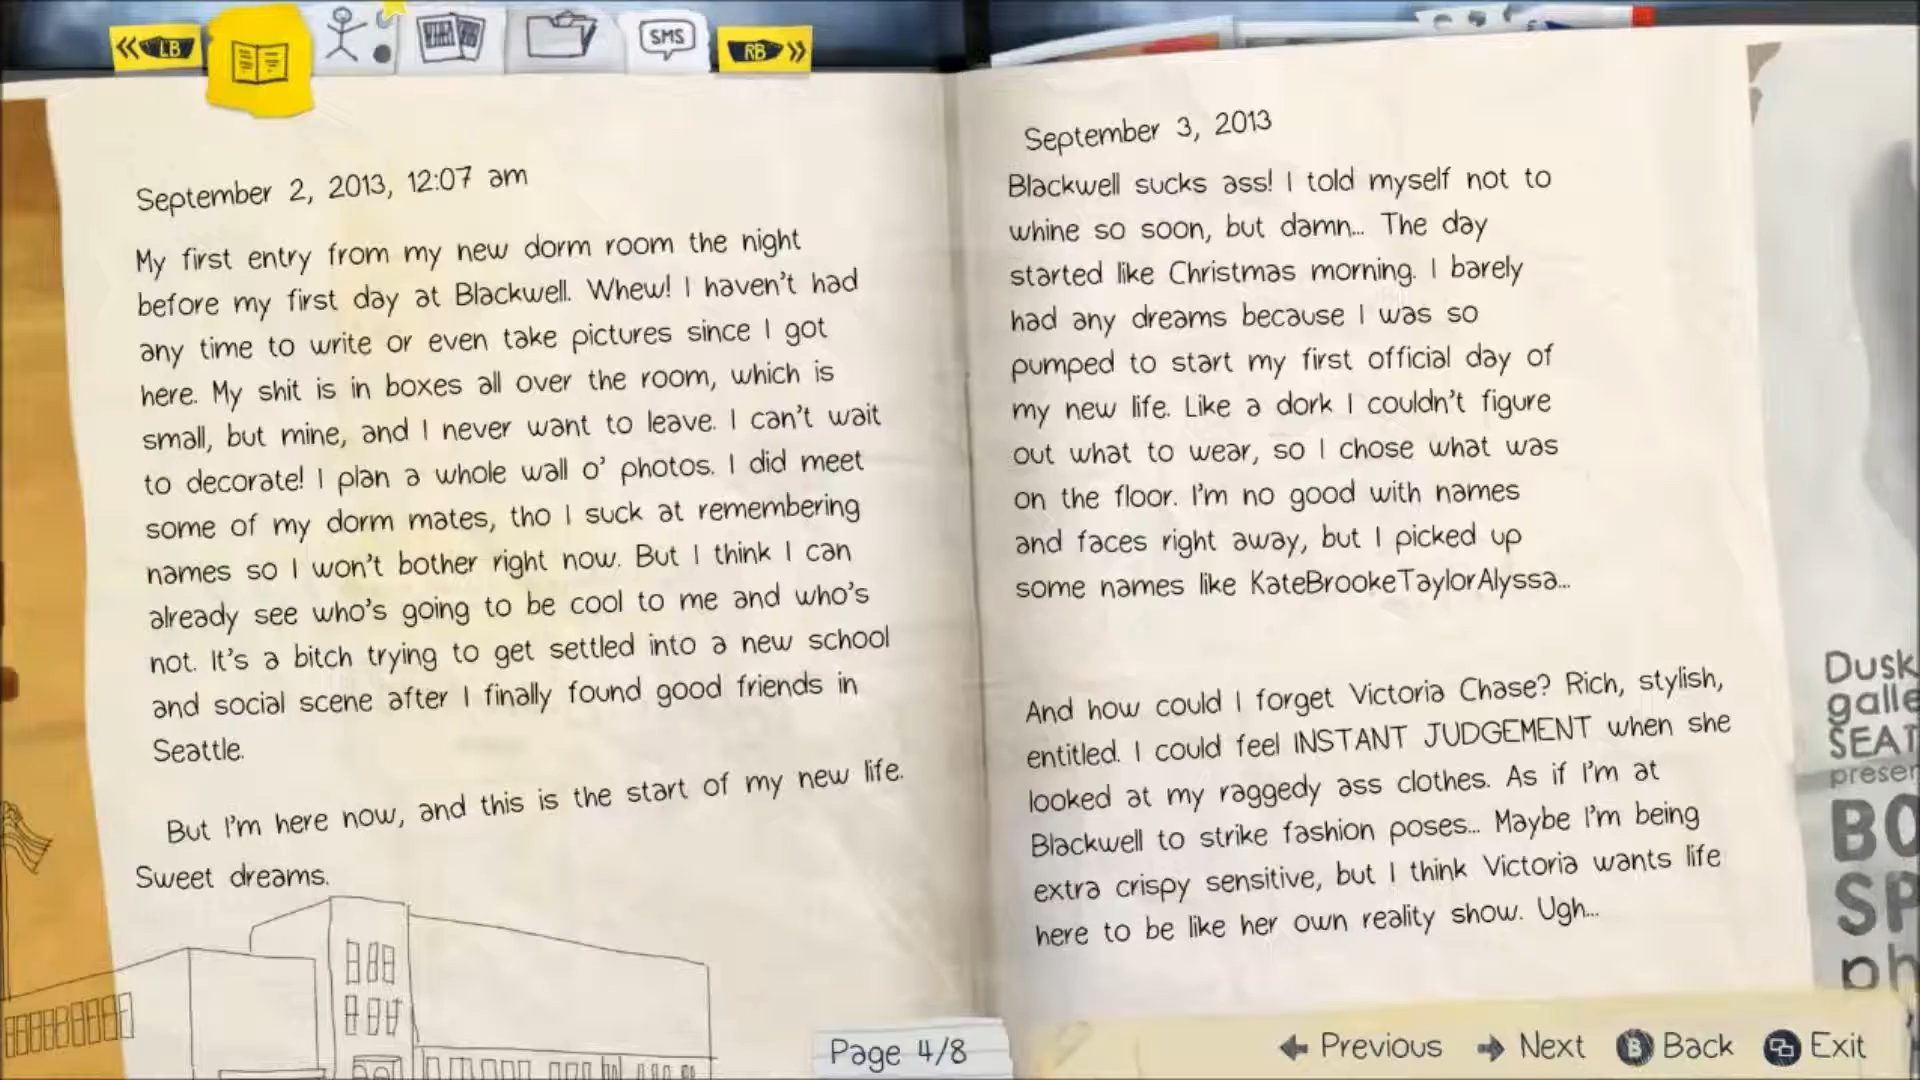 LB
SMS
RB
September 2, 2013, 12:07 am
My first entry from my new dorm room the night
before my first day at Blackwell. Whew! I haven't had
any time to write or even take pictures since I got
here. My shit is in boxes all over the room, which is
small, but mine, and I never want to leave. I can't wait
to decorate! I plan a whole wall o' photos. I did meet
some of my dorm mates, tho I suck at remembering
names so I won't bother right now. But I think I can
already see who's going to be cool to me and who's
not. It's a bitch trying to get settled into a new school
and social scene after I finally found good friends in
Seattle.
But I'm here now, and this is the start of my new life.
Sweet dreams.
September 3, 2013
Blackwell sucks ass! I told myself not to
whine so soon, but damn... The day
started like Christmas morning. I barely
had any dreams because I was so
pumped to start my first official day of
my new life. Like a dork I couldn't figure
out what to wear, so I chose what was
on the floor. I'm no good with names
and faces right away, but I picked up
some names like KateBrookeTaylorAlyssa...
And how could I forget Victoria Chase? Rich, stylish,
entitled. I could feel INSTANT JUDGEMENT when she
looked at my raggedy ass clothes. As if I'm at
Blackwell to strike fashion poses... Maybe I'm being
extra crispy sensitive, but I think Victoria wants life
here to be like her own reality show. Ugh...
Dusk
galle
SEAT
presen
BO
SP
ph
Page 4/8
Previous
Next
B Back
Exit